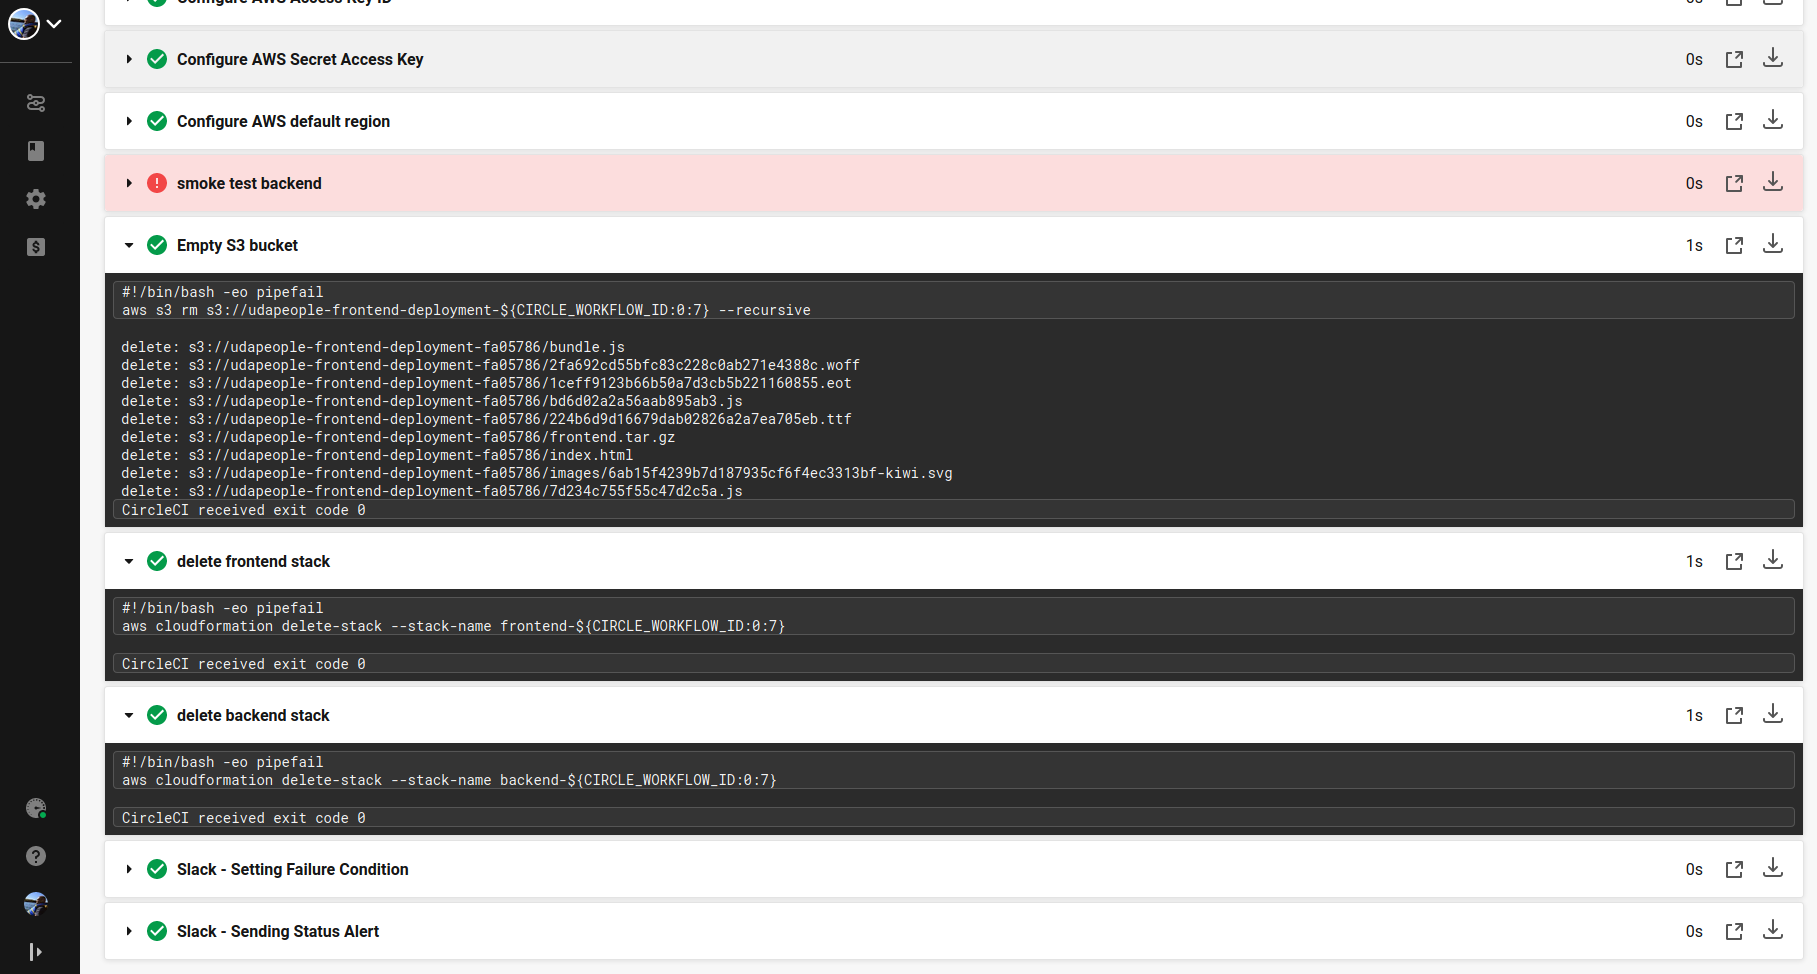 Configure AWS Access Key ID
0s
Configure AWS Secret Access Key
0s
Configure AWS default region
0s
smoke test backend
0s
Empty S3 bucket
1s
#!/bin/bash -eo pipefail
aws s3 rm s3://udapeople-frontend-deployment-${CIRCLE_WORKFLOW_ID:0:7} --recursive
delete: s3://udapeople-frontend-deployment-fa05786/bundle.js
delete: s3://udapeople-frontend-deployment-fa05786/2fa692cd55bfc83c228c0ab271e4388c.woff
delete: s3://udapeople-frontend-deployment-fa05786/1ceff9123b66b50a7d3cb5b221160855.eot
delete: s3://udapeople-frontend-deployment-fa05786/bd6d02a2a56aab895ab3.js
delete: s3://udapeople-frontend-deployment-fa05786/224b6d9d16679dab02826a2a7ea705eb.ttf
delete: s3://udapeople-frontend-deployment-fa05786/frontend.tar.gz
delete: s3://udapeople-frontend-deployment-fa05786/index.html
delete: s3://udapeople-frontend-deployment-fa05786/images/6ab15f4239b7d187935cf6f4ec3313bf-kiwi.svg
delete: s3://udapeople-frontend-deployment-fa05786/7d234c755f55c47d2c5a.js
CircleCI received exit code 0
delete frontend stack
1s
#!/bin/bash -eo pipefail
aws cloudformation delete-stack --stack-name frontend-${CIRCLE_WORKFLOW_ID:0:7}
CircleCI received exit code 0
delete backend stack
1s
#!/bin/bash -eo pipefail
aws cloudformation delete-stack --stack-name backend-${CIRCLE_WORKFLOW_ID:0:7}
CircleCI received exit code 0
Slack - Setting Failure Condition
0s
Slack - Sending Status Alert
0s